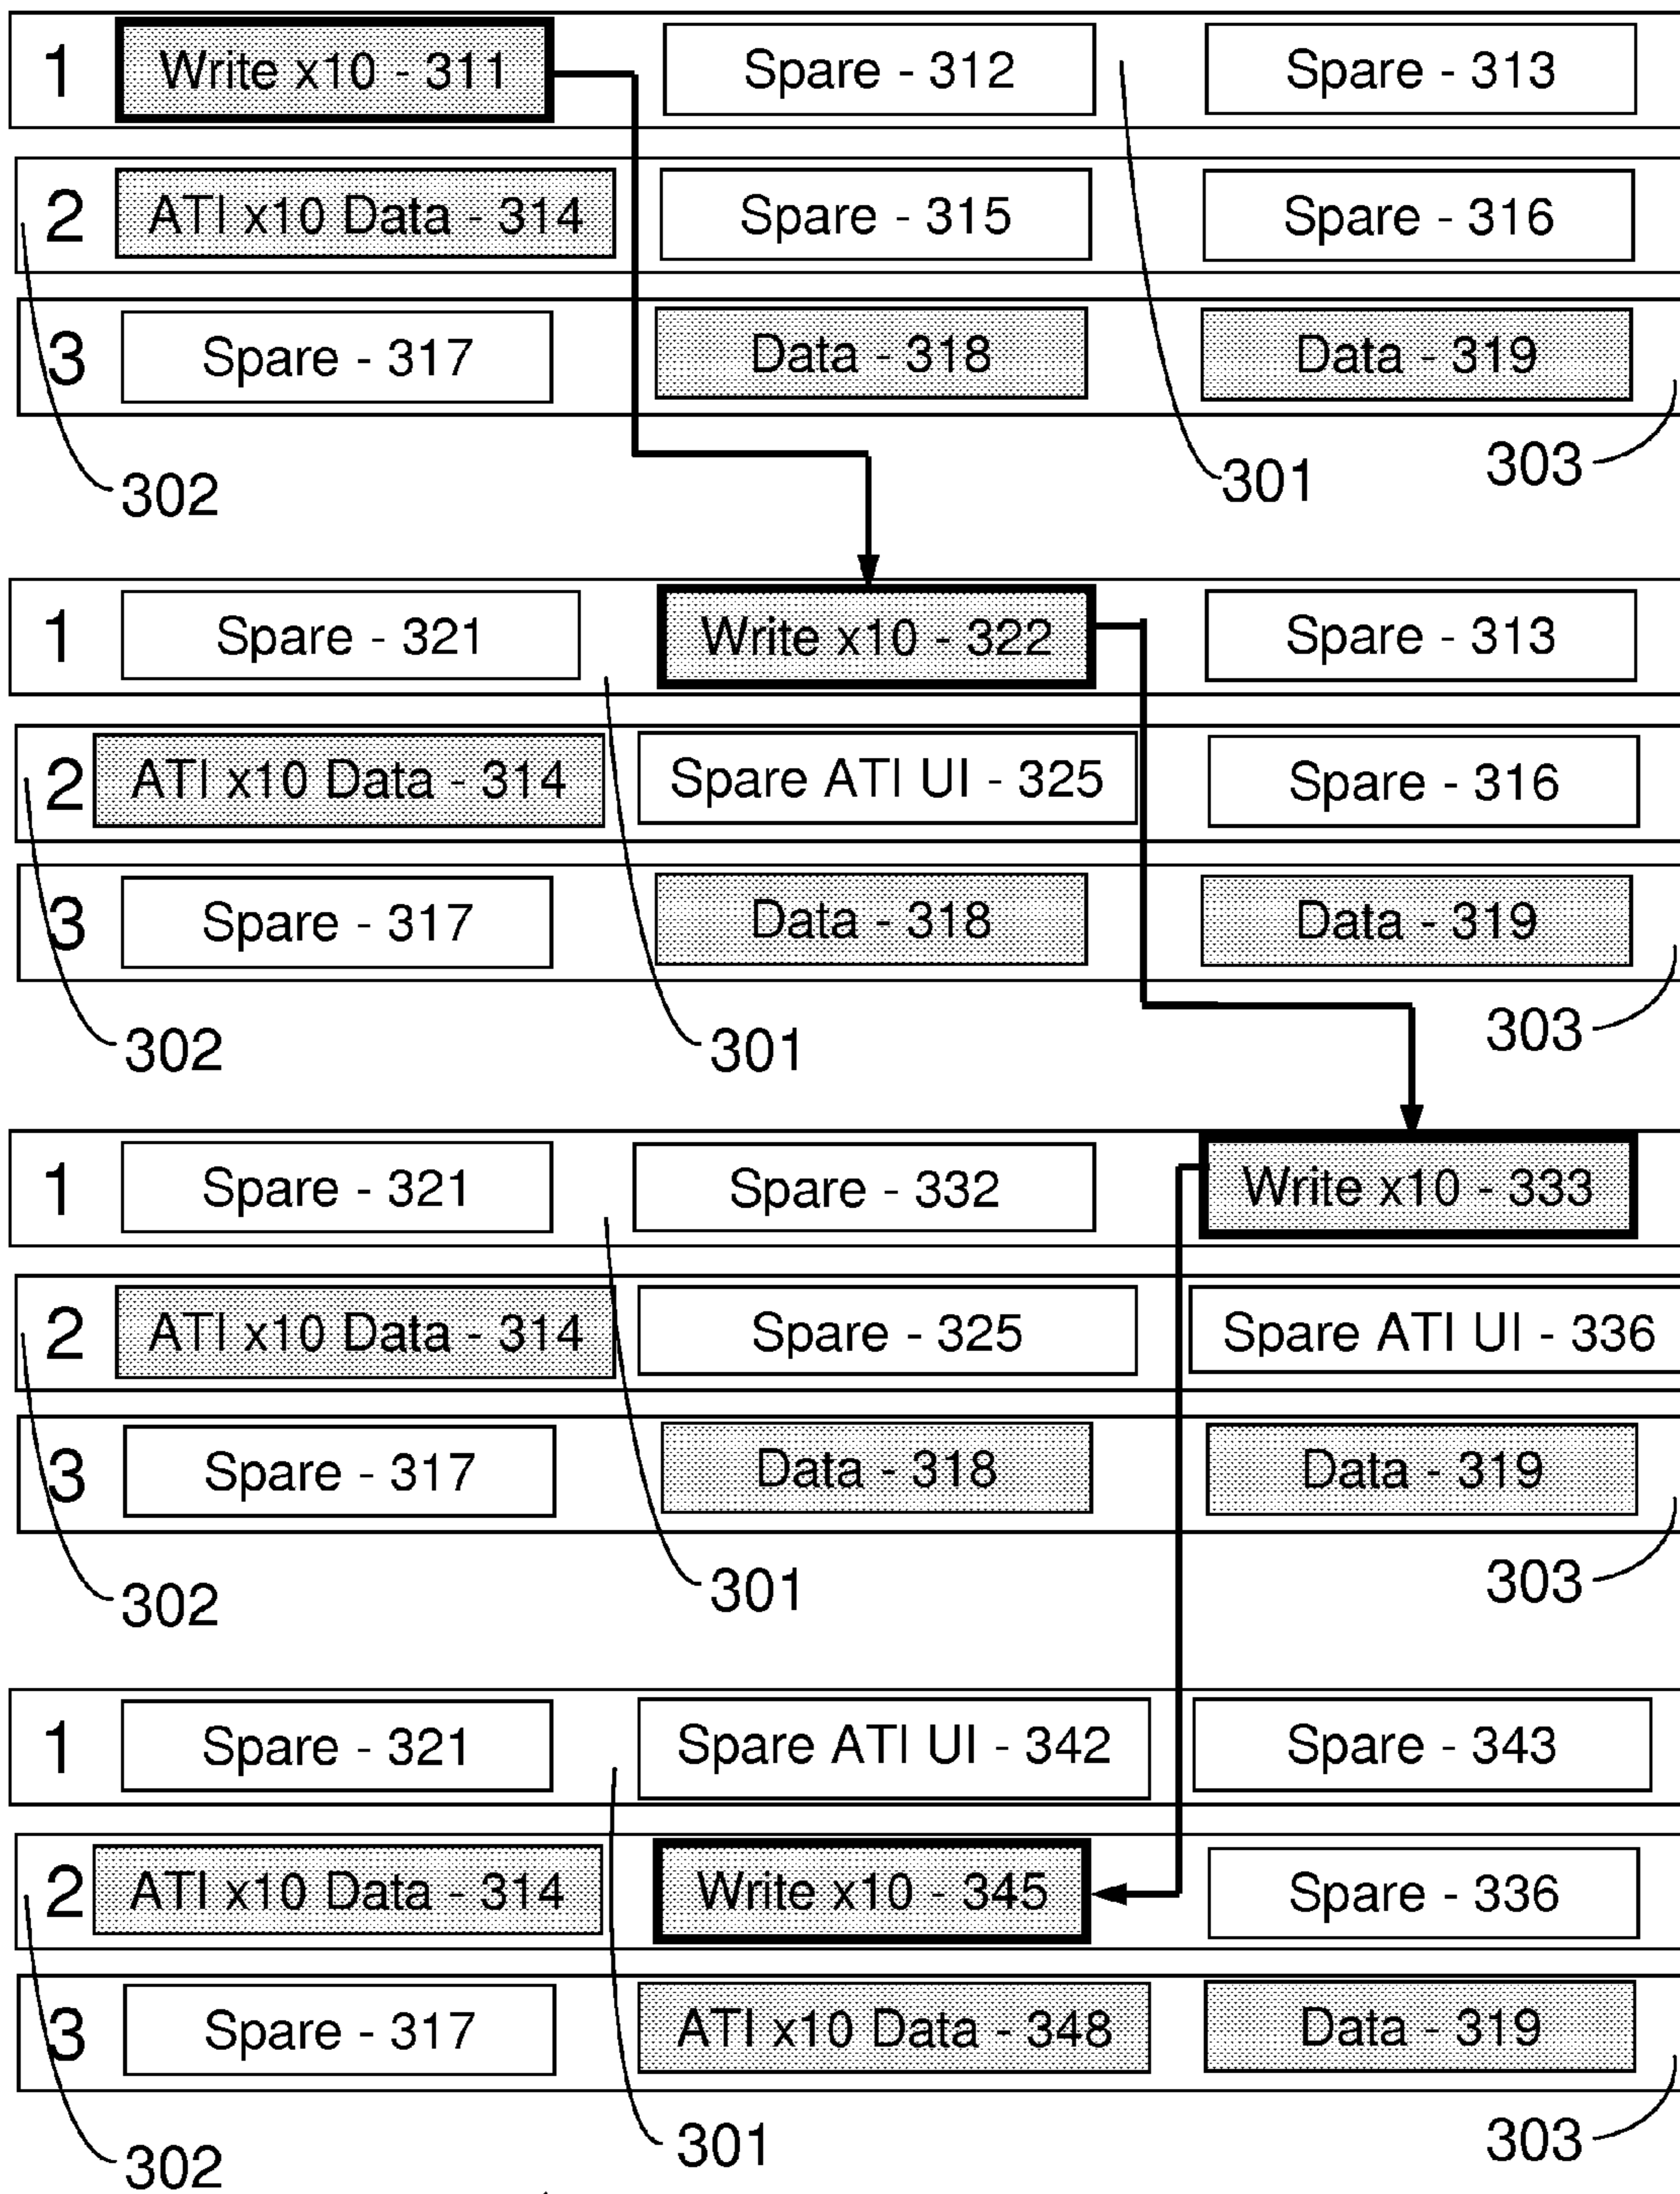 1 Write x10 - 311 Spare - 312 Spare - 313
2 ATI x10 Data - 314 Spare - 315 Spare - 316
3 Spare - 317 Data - 318 Data - 319
302 301 303
1 Spare - 321 Write x10 - 322 Spare - 313
2 ATI x10 Data - 314 Spare ATI UI - 325 Spare - 316
3 Spare - 317 Data - 318 Data - 319
302 301 303
1 Spare - 321 Spare - 332 Write x10 - 333
2 ATI x10 Data - 314 Spare - 325 Spare ATI UI - 336
3 Spare - 317 Data - 318 Data - 319
302 301 303
1 Spare - 321 Spare ATI UI - 342 Spare - 343
2 ATI x10 Data - 314 Write x10 - 345 Spare - 336
3 Spare - 317 ATI x10 Data - 348 Data - 319
302 301 303